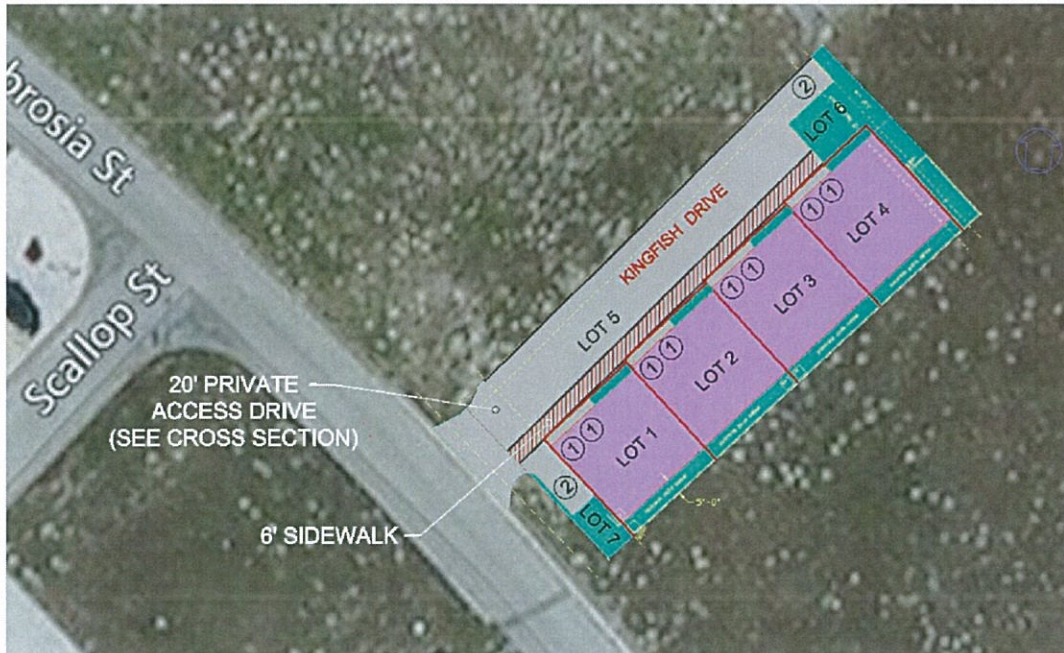 brosia St
Scallop St
20' PRIVATE
ACCESS DRIVE
(SEE CROSS SECTION)
6' SIDEWALK
KINGFISH DRIVE
LOT 5
2
LOT 6
1 1
LOT 4
1 1
LOT 3
1 1
LOT 2
1 1
LOT 1
2
LOT 7
5'-0"